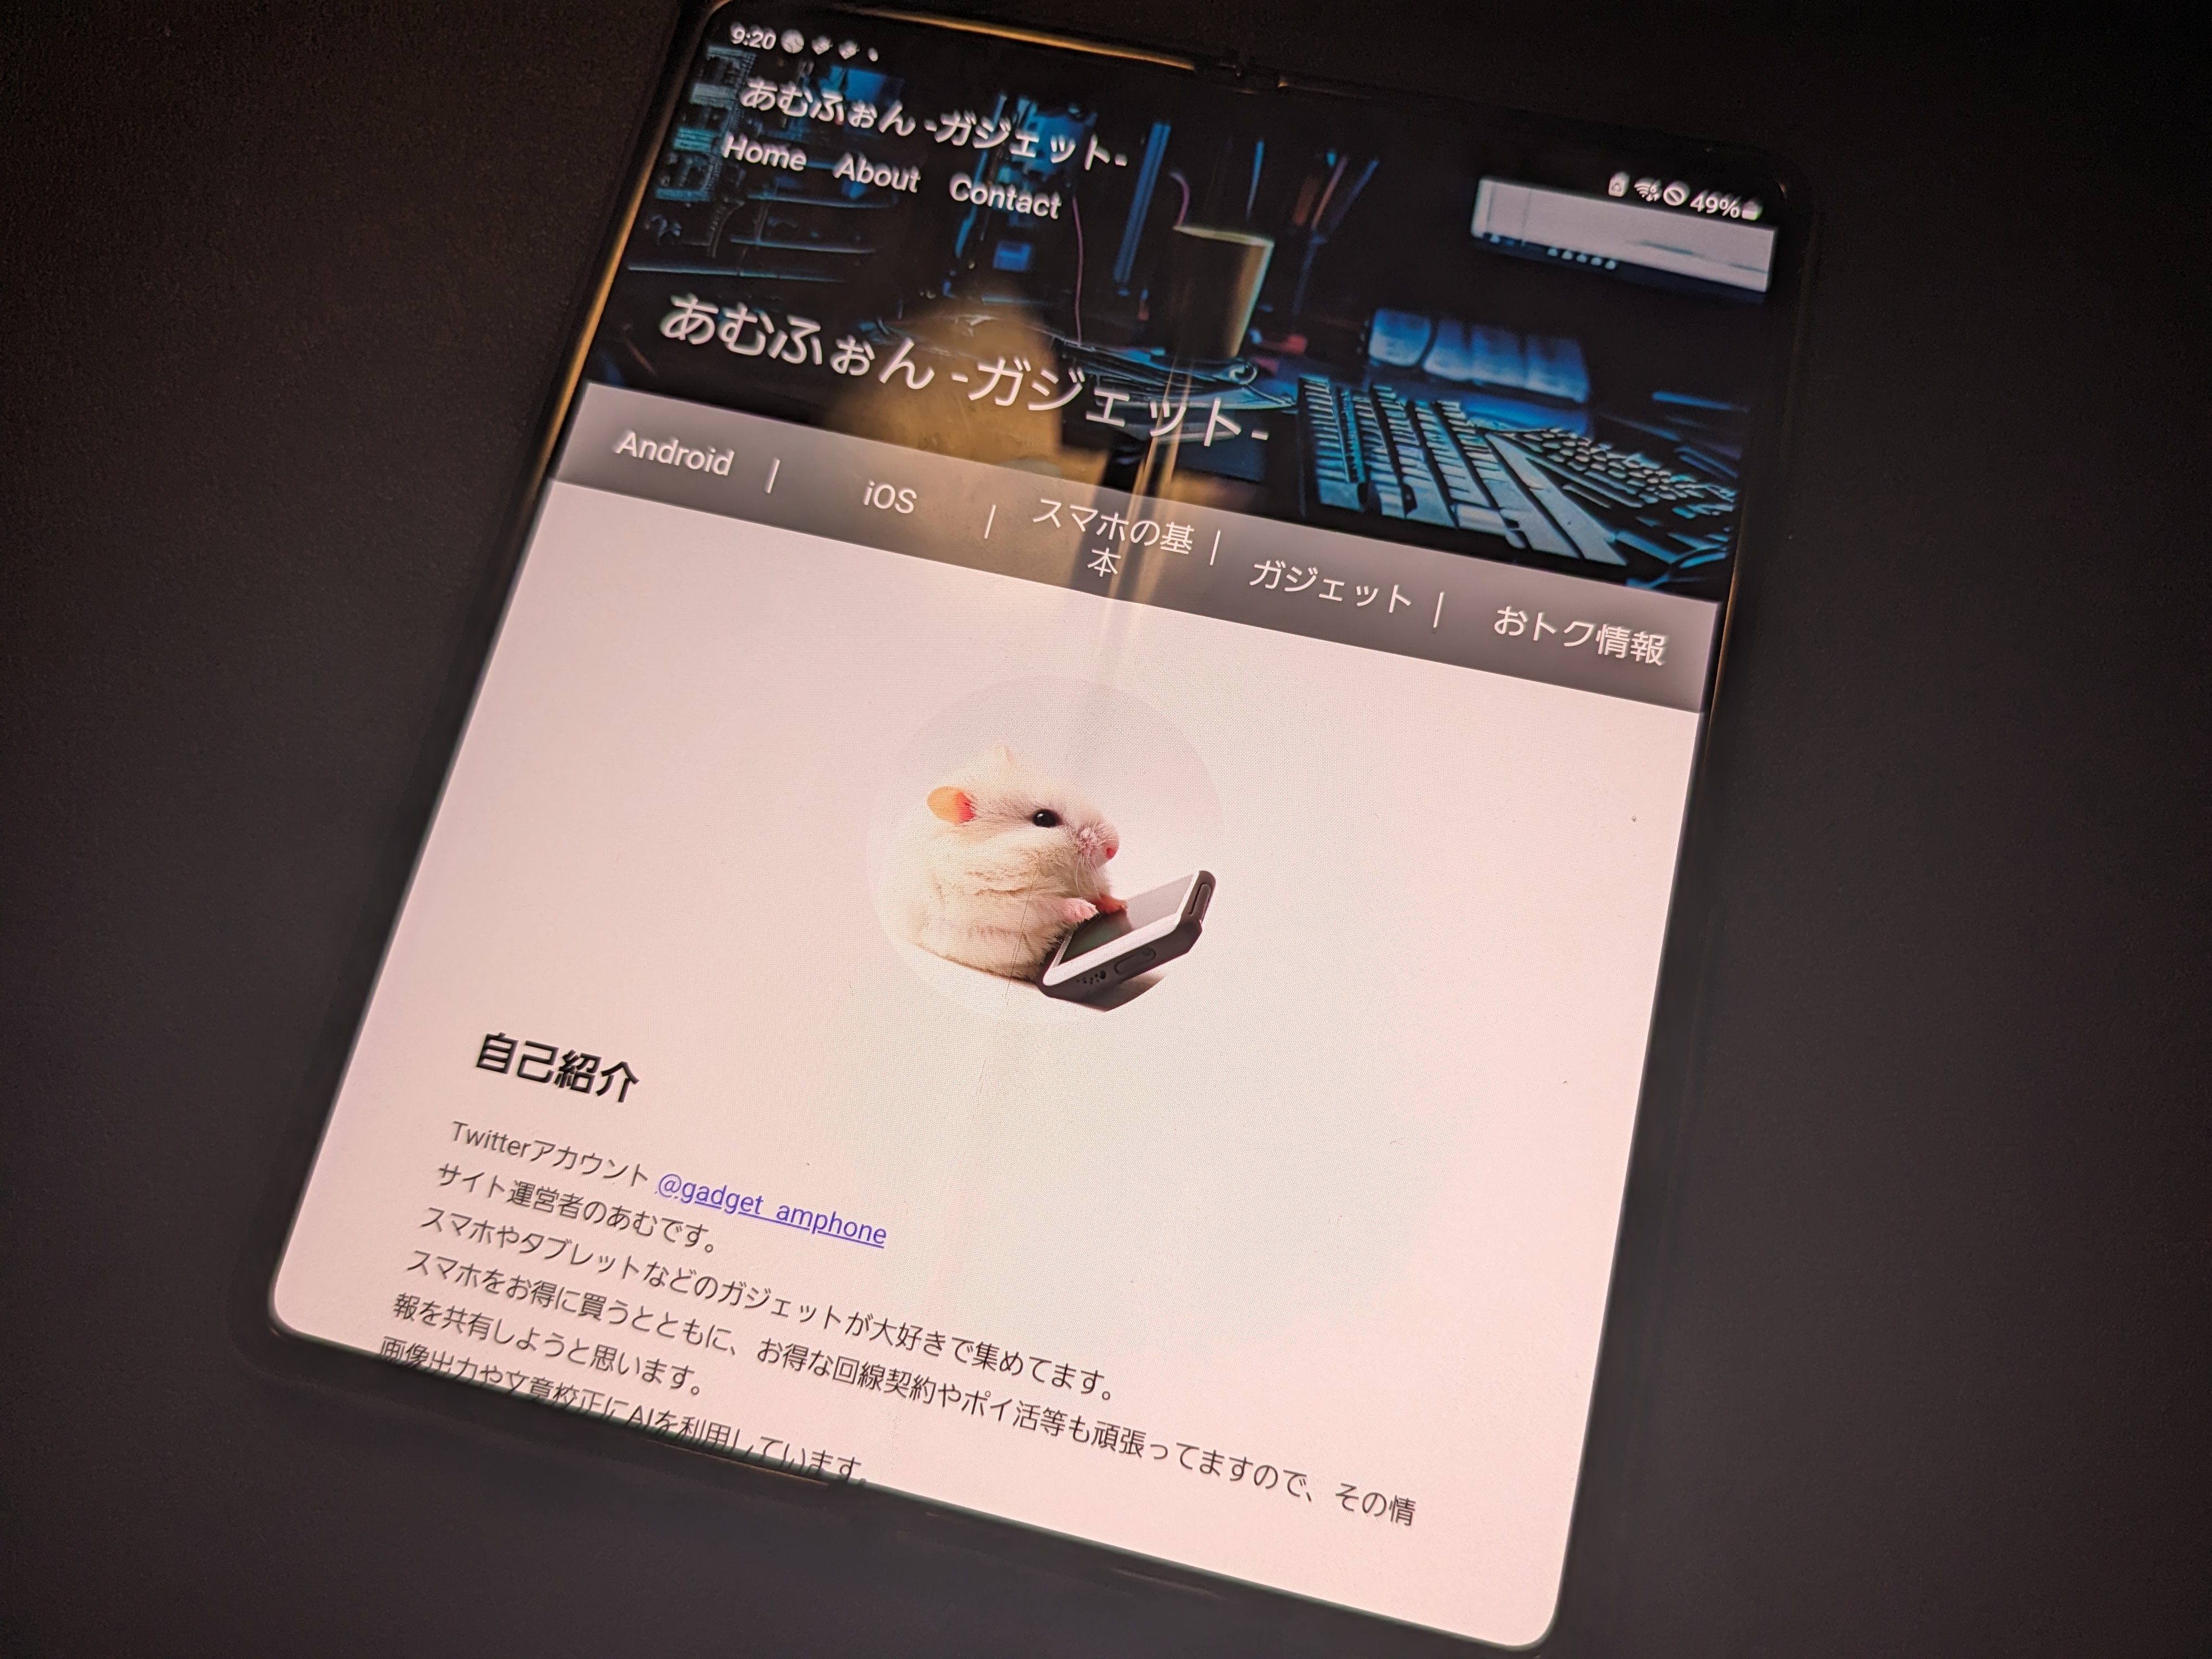 9:20
49%
あむふぉん -ガジェット-
Home About Contact
あむふぉん -ガジェット-
Android | iOS | スマホの基本 | ガジェット | おトク情報
自己紹介
Twitterアカウント @gadget_amphone
サイト運営者のあむです。
スマホやタブレットなどのガジェットが大好きで集めてます。
スマホをお得に買うとともに、お得な回線契約やポイ活等も頑張ってますので、その情
報を共有しようと思います。
画像出力や文章校正にAIを利用しています。